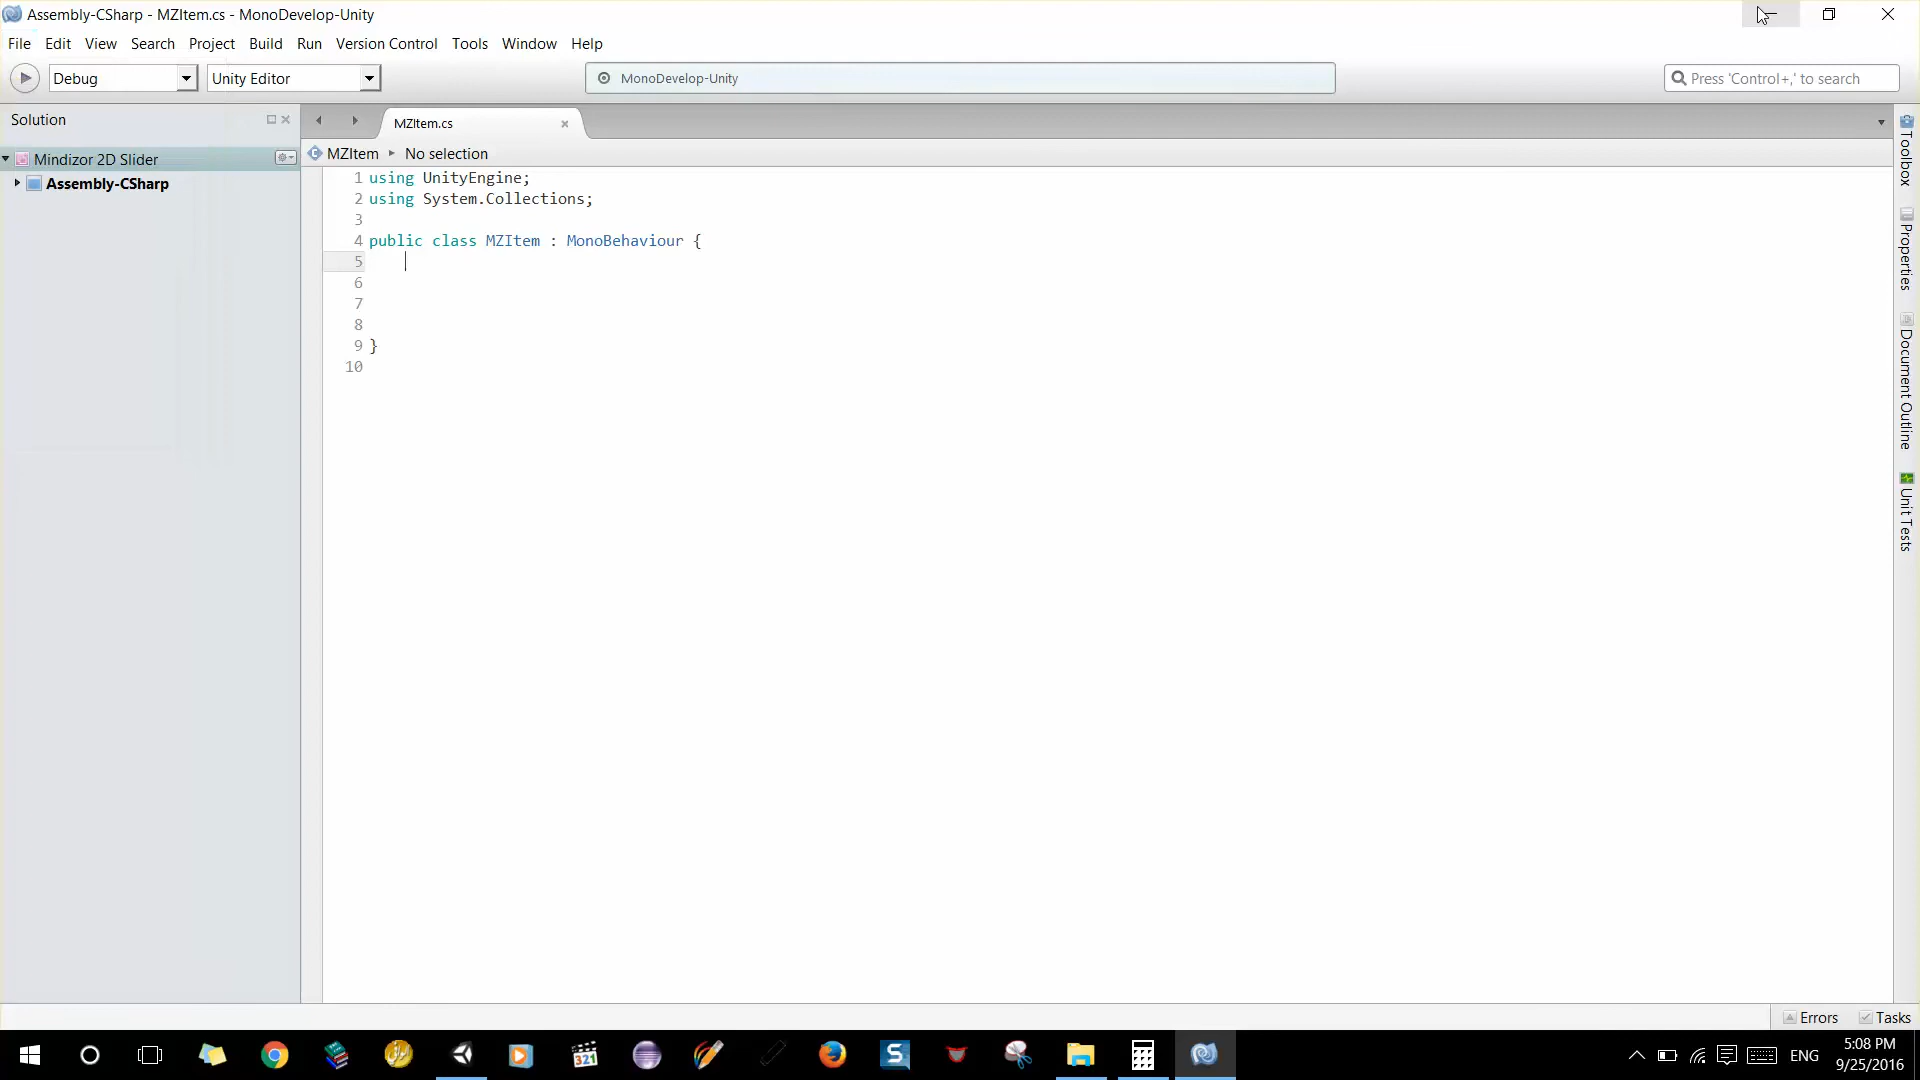 Assembly-CSharp - MZItem.cs - MonoDevelop-Unity
File Edit View Search Project Build Run Version Control Tools Window Help
Debug
Unity Editor
MonoDevelop-Unity
Press 'Control+,' to search
Solution
MZItem.cs
Mindizor 2D Slider
Assembly-CSharp
MZItem
No selection
1 using UnityEngine;
2 using System.Collections;
3
4 public class MZItem : MonoBehaviour {
5
6
7
8
9 }
10
Toolbox
Properties
Document Outline
Unit Tests
Errors
Tasks
321
S
ENG
5:08 PM
9/25/2016